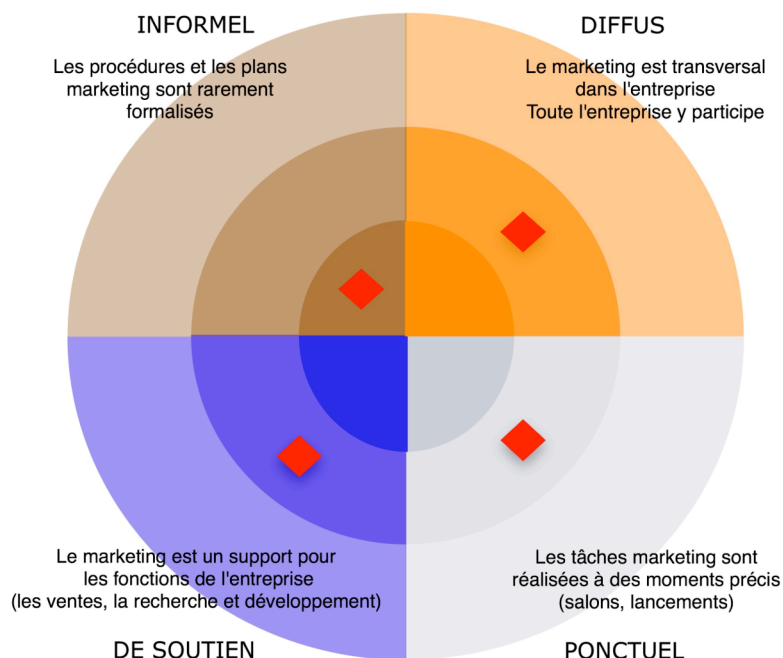 INFORMEL
Les procédures et les plans
marketing sont rarement
formalisés
DIFFUS
Le marketing est transversal
dans l'entreprise
Toute l'entreprise y participe
Le marketing est un support pour
les fonctions de l'entreprise
(les ventes, la recherche et développement)
DE SOUTIEN
Les tâches marketing sont
réalisées à des moments précis
(salons, lancements)
PONCTUEL